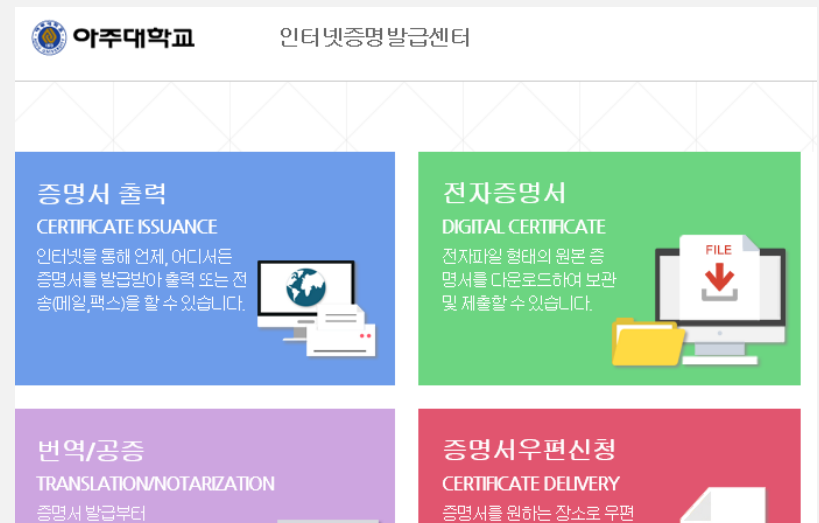 아주대학교
인터넷증명발급센터
증명서 출력
CERTIFICATE ISSUANCE
인터넷을 통해 언제, 어디서든
증명서를 발급받아 출력 또는 전
송(메일,팩스)을 할 수 있습니다.
전자증명서
DIGITAL CERTIFICATE
전자파일 형태의 원본 증
명서를 다운로드하여 보관
및 제출할 수 있습니다.
FILE
번역/공증
TRANSLATION/NOTARIZATION
증명서 발급부터
증명서우편신청
CERTIFICATE DELIVERY
증명서를 원하는 장소로 우편